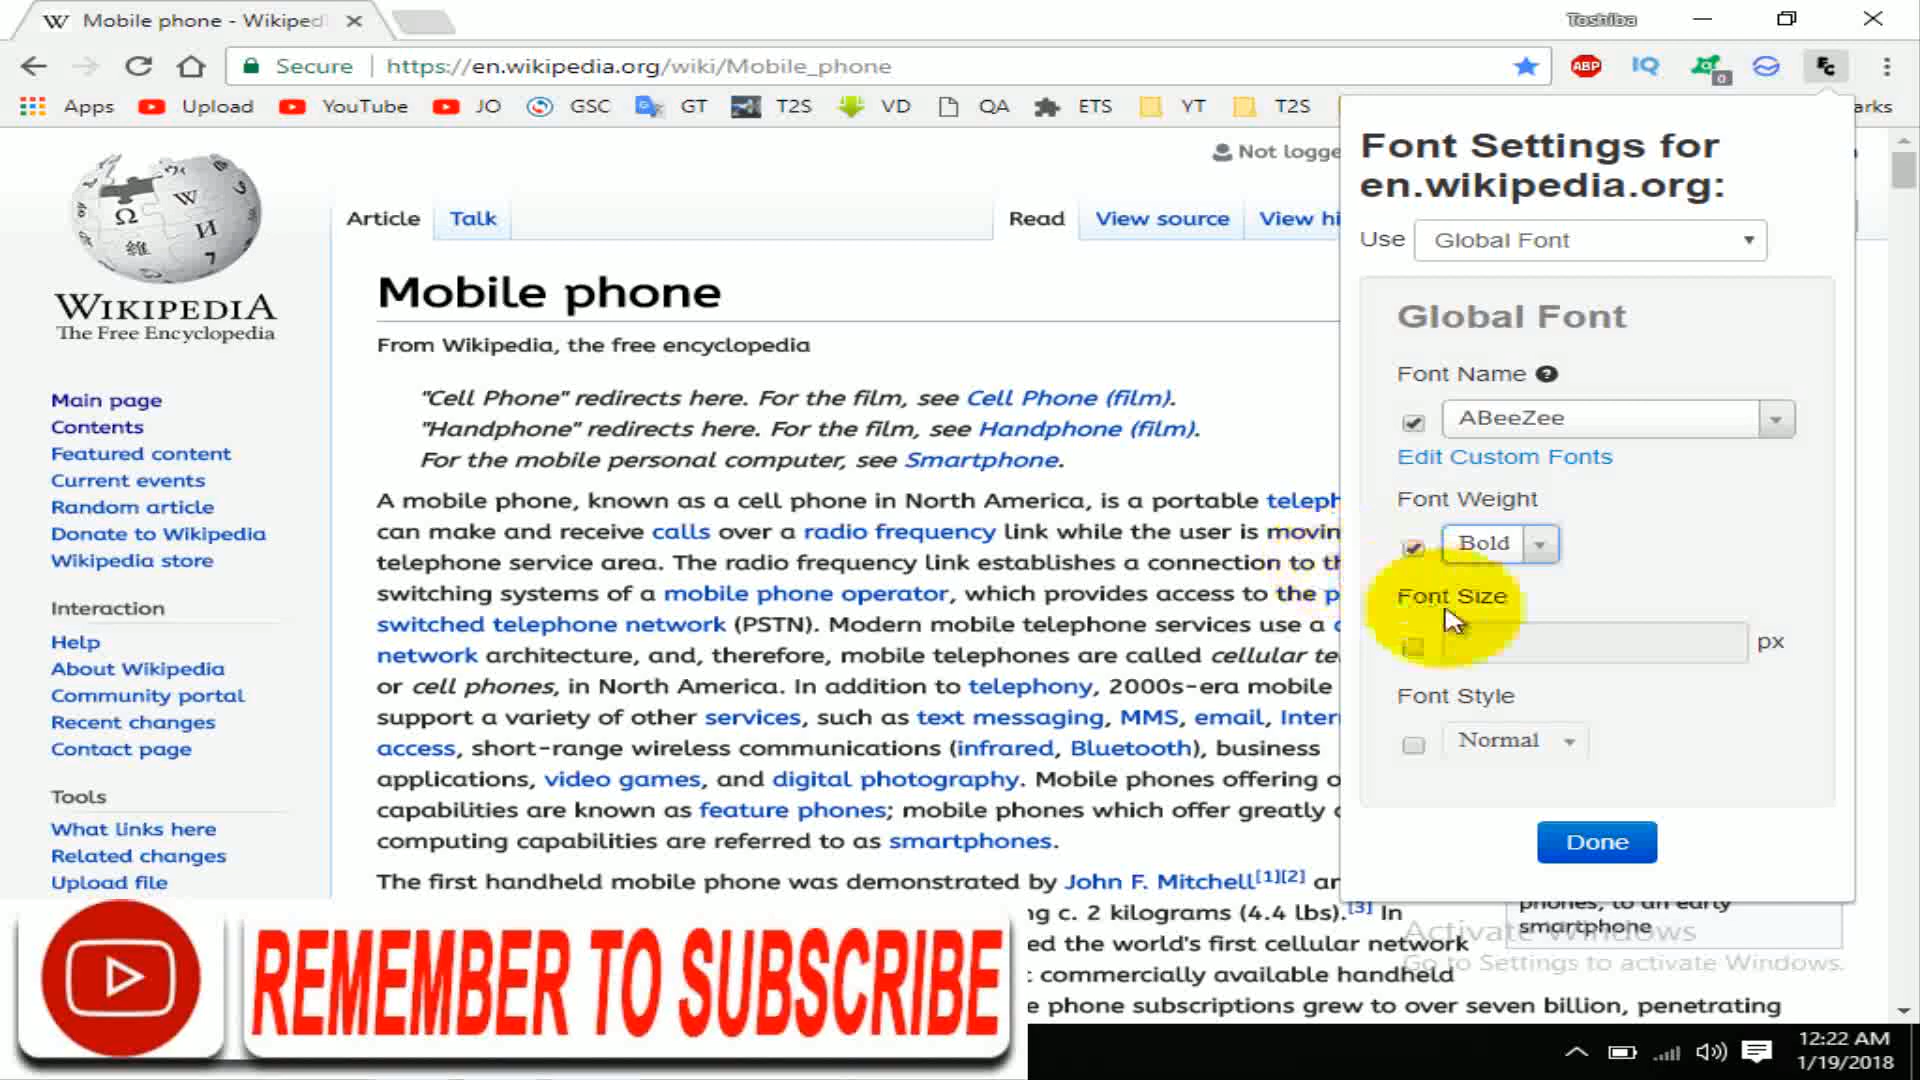 Mobile phone - Wikiped
Toshiba
Secure
https://en.wikipedia.org/wiki/Mobile_phone
ABP
IQ
0
Apps
Upload
YouTube
JO
GSC
GT
T2S
VD
QA
ETS
YT
T2S
arks
Not logge
Article
Talk
Read
View source
View hi
WIKIPEDIA
The Free Encyclopedia
Main page
Contents
Featured content
Current events
Random article
Donate to Wikipedia
Wikipedia store
Interaction
Help
About Wikipedia
Community portal
Recent changes
Contact page
Tools
What links here
Related changes
Upload file
Mobile phone
From Wikipedia, the free encyclopedia
"Cell Phone" redirects here. For the film, see Cell Phone (film).
"Handphone" redirects here. For the film, see Handphone (film).
For the mobile personal computer, see Smartphone.
A mobile phone, known as a cell phone in North America, is a portable teleph
can make and receive calls over a radio frequency link while the user is movin
telephone service area. The radio frequency link establishes a connection to th
switching systems of a mobile phone operator, which provides access to the p
switched telephone network (PSTN). Modern mobile telephone services use a c
network architecture, and, therefore, mobile telephones are called cellular te
or cell phones, in North America. In addition to telephony, 2000s-era mobile
support a variety of other services, such as text messaging, MMS, email, Inter
access, short-range wireless communications (infrared, Bluetooth), business
applications, video games, and digital photography. Mobile phones offering o
capabilities are known as feature phones; mobile phones which offer greatly
computing capabilities are referred to as smartphones.
The first handheld mobile phone was demonstrated by John F. Mitchell[1][2] an
ng c. 2 kilograms (4.4 lbs).[3] In
ed the world's first cellular network
commercially available handheld
e phone subscriptions grew to over seven billion, penetrating
Font Settings for
en.wikipedia.org:
Use Global Font
Global Font
Font Name
ABeeZee
Edit Custom Fonts
Font Weight
Bold
Font Size
px
Font Style
Normal
Done
phones, to an early
smartphone
Activate Windows
Go to Settings to activate Windows.
REMEMBER TO SUBSCRIBE
12:22 AM
1/19/2018